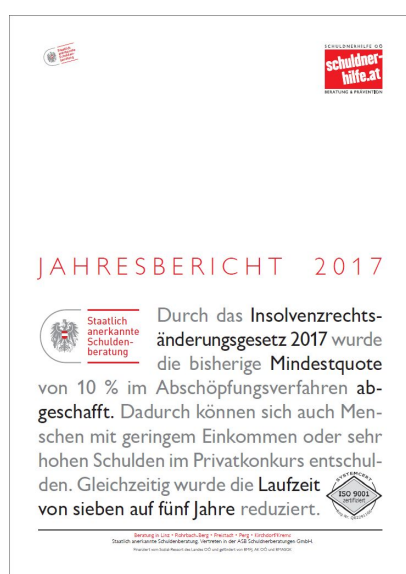 Staatlich
anerkannte
Schulden-
beratung
SCHULDNERHILFE OÖ
schuldner-
hilfe.at
BERATUNG & PRÄVENTION
JAHRESBERICHT 2017
Staatlich
anerkannte
Schulden-
beratung
Durch das Insolvenzrechts-
änderungsgesetz 2017 wurde
die bisherige Mindestquote
von 10 % im Abschöpfungsverfahren ab-
geschafft. Dadurch können sich auch Men-
schen mit geringem Einkommen oder sehr
hohen Schulden im Privatkonkurs entschul-
den. Gleichzeitig wurde die Laufzeit
von sieben auf fünf Jahre reduziert.
SYSTEMCERT
ISO 9001
zertifiziert
Beratung in Linz • Rohrbach-Berg • Freistadt • Perg • Kirchdorf/Krems
Staatlich anerkannte Schuldenberatung. Vertreten in der ASB Schuldnerberatungen GmbH.